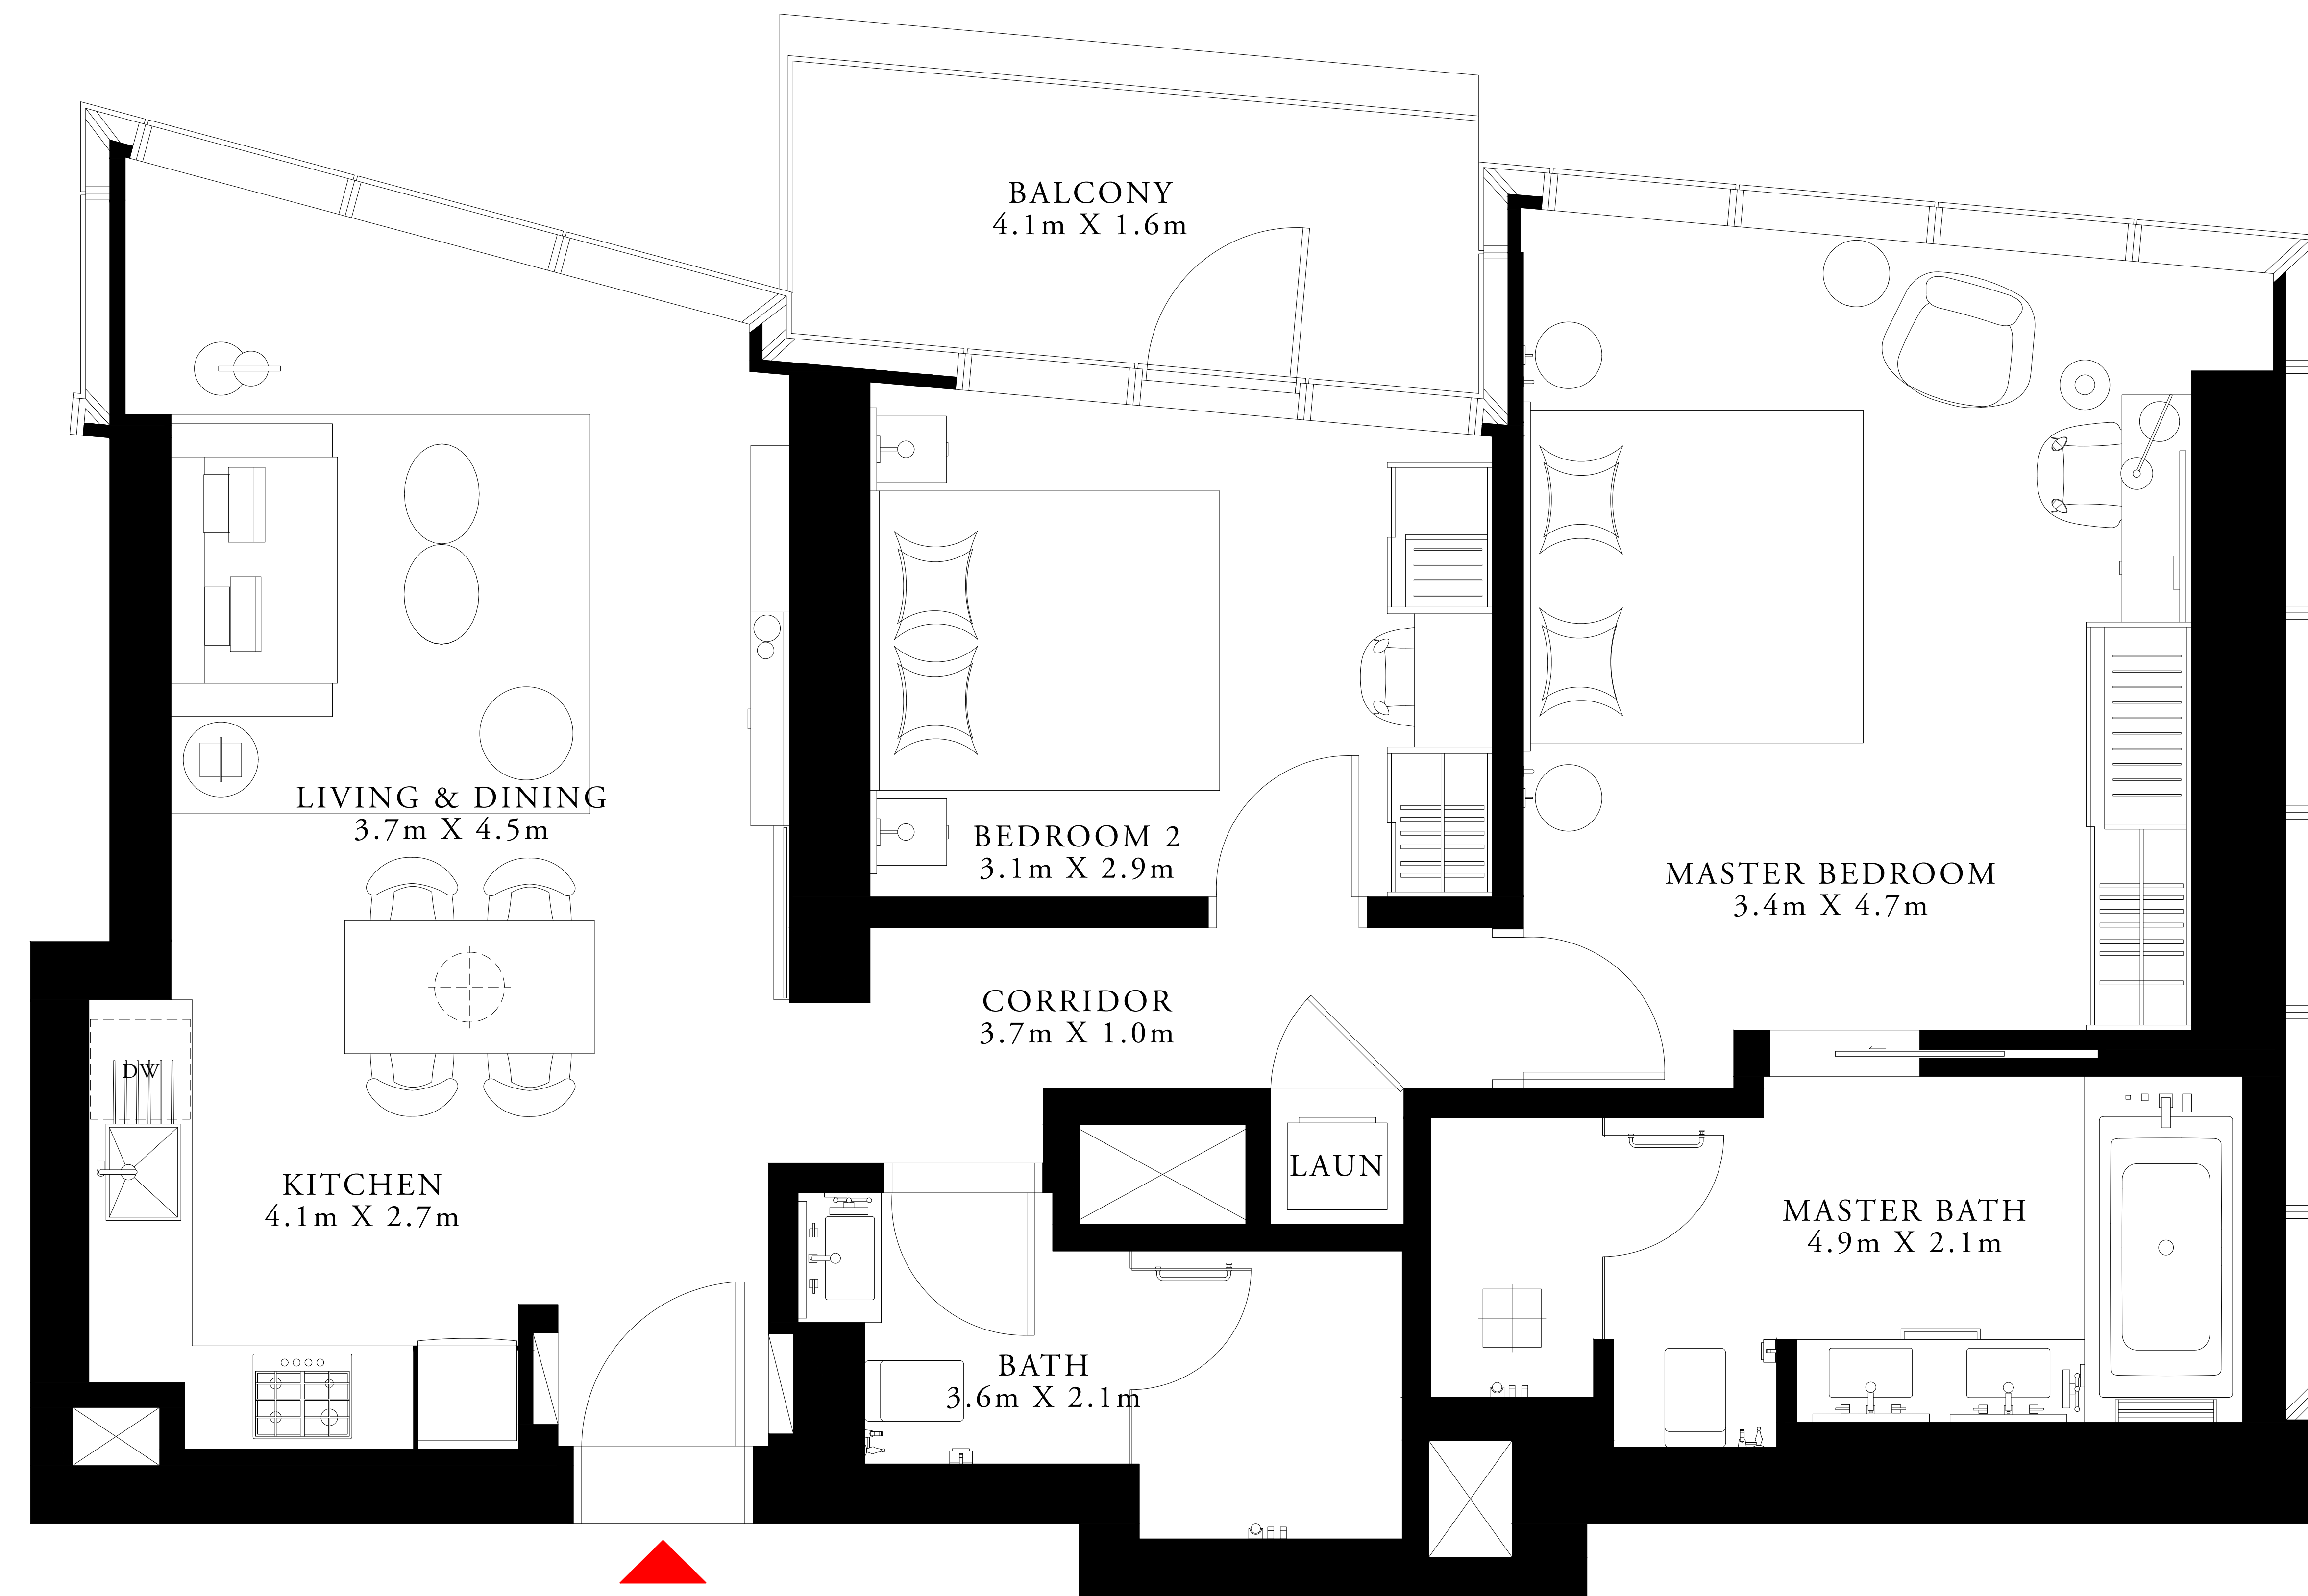 BALCONY
4.1m X 1.6m
LIVING & DINING
3.7m X 4.5m
BEDROOM 2
3.1m X 2.9m
MASTER BEDROOM
3.4m X 4.7m
CORRIDOR
3.7m X 1.0m
DW
KITCHEN
4.1m X 2.7m
LAUN
MASTER BATH
4.9m X 2.1m
BATH
3.6m X 2.1m